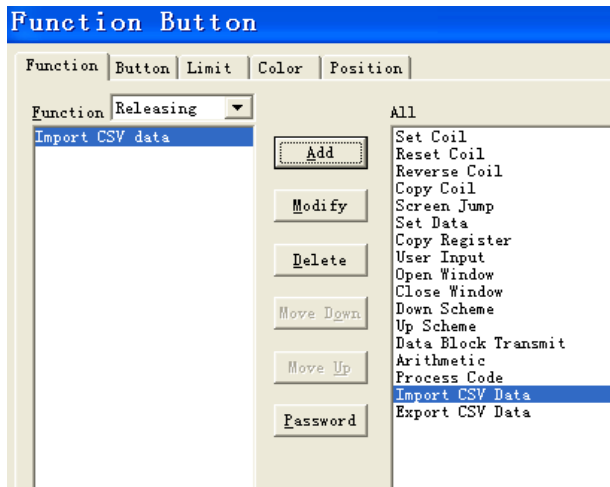 Function Button
Function Button Limit Color Position
Function Releasing
All
Import CSV data
Add
Modify
Delete
Move Down
Move Up
Password
Set Coil
Reset Coil
Reverse Coil
Copy Coil
Screen Jump
Set Data
Copy Register
User Input
Open Window
Close Window
Down Scheme
Up Scheme
Data Block Transmit
Arithmetic
Process Code
Import CSV Data
Export CSV Data